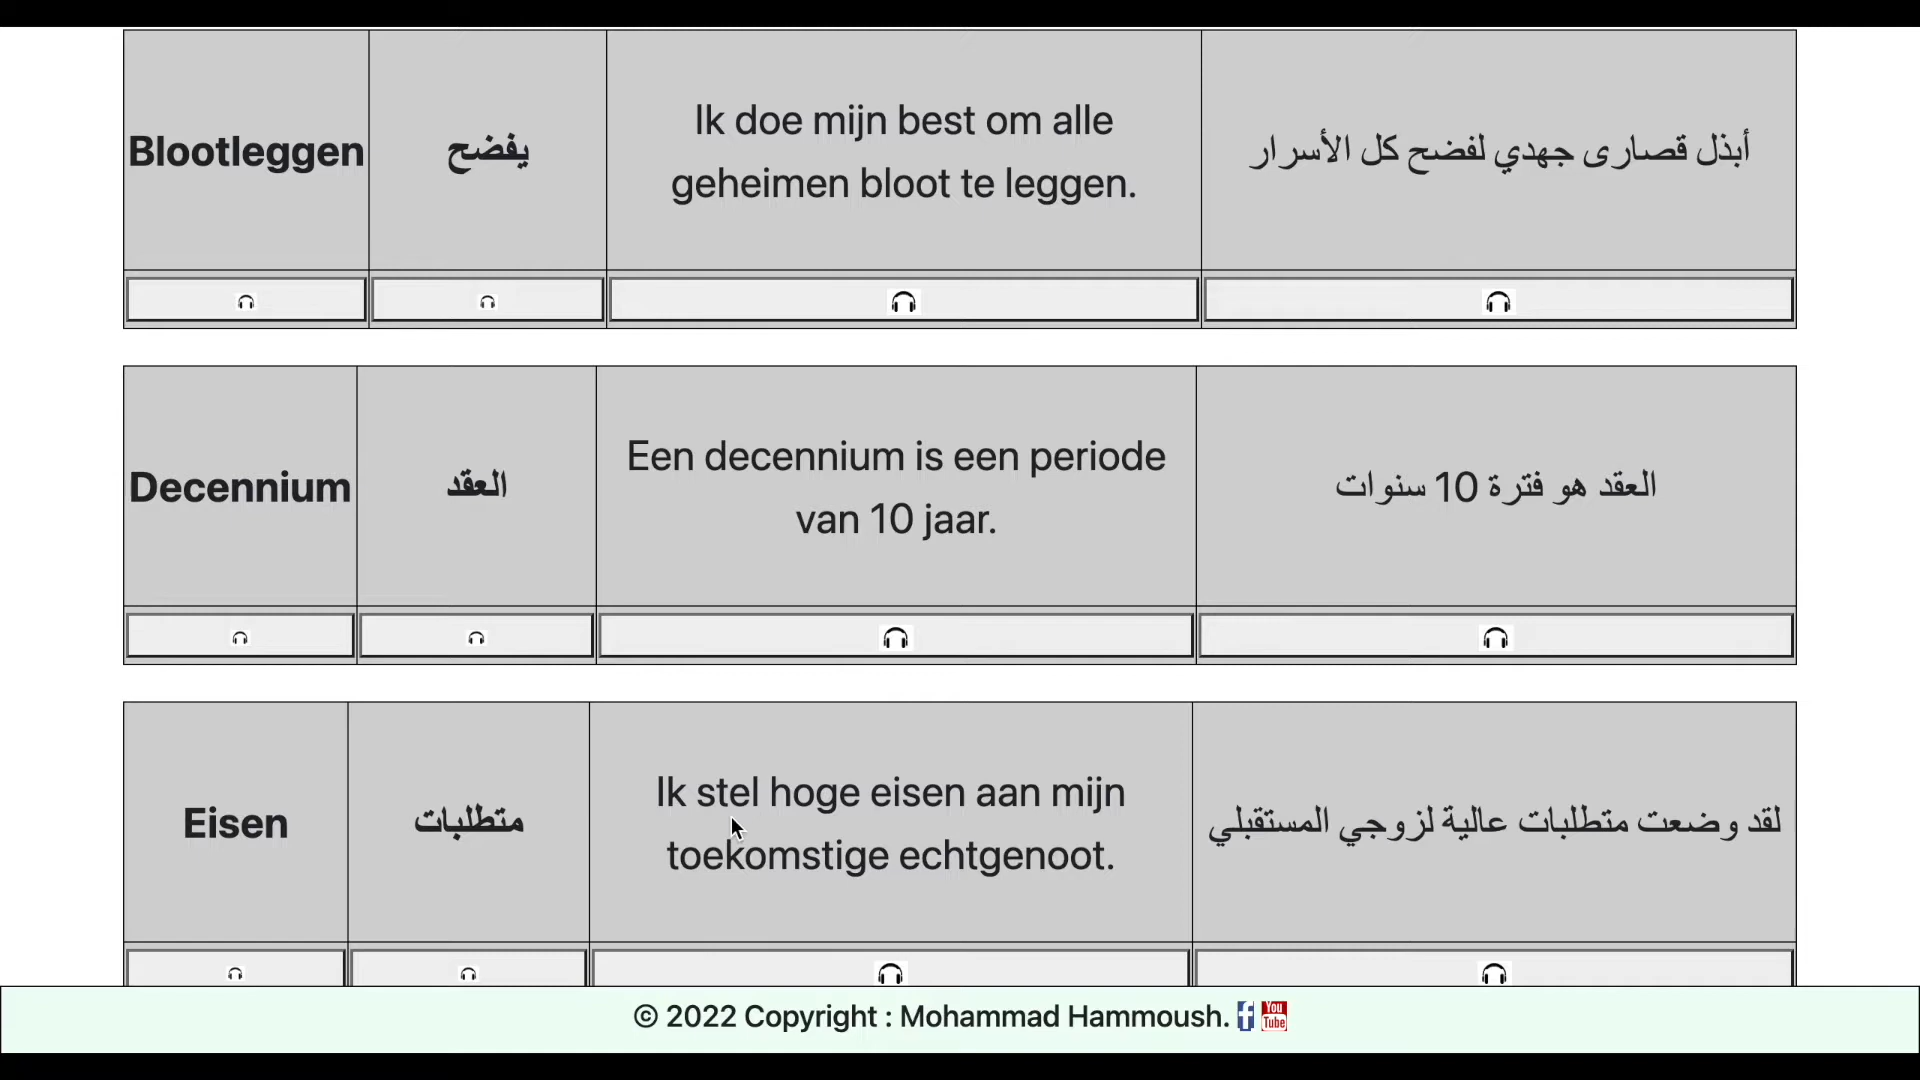 Blootleggen
يفضح
Ik doe mijn best om alle
geheimen bloot te leggen.
أبذل قصارى جهدي لفضح كل الأسرار
Decennium
العقد
Een decennium is een periode
van 10 jaar.
العقد هو فترة 10 سنوات
Eisen
متطلبات
Ik stel hoge eisen aan mijn
toekomstige echtgenoot.
لقد وضعت متطلبات عالية لزوجي المستقبلي
© 2022 Copyright : Mohammad Hammoush. f You
Tube